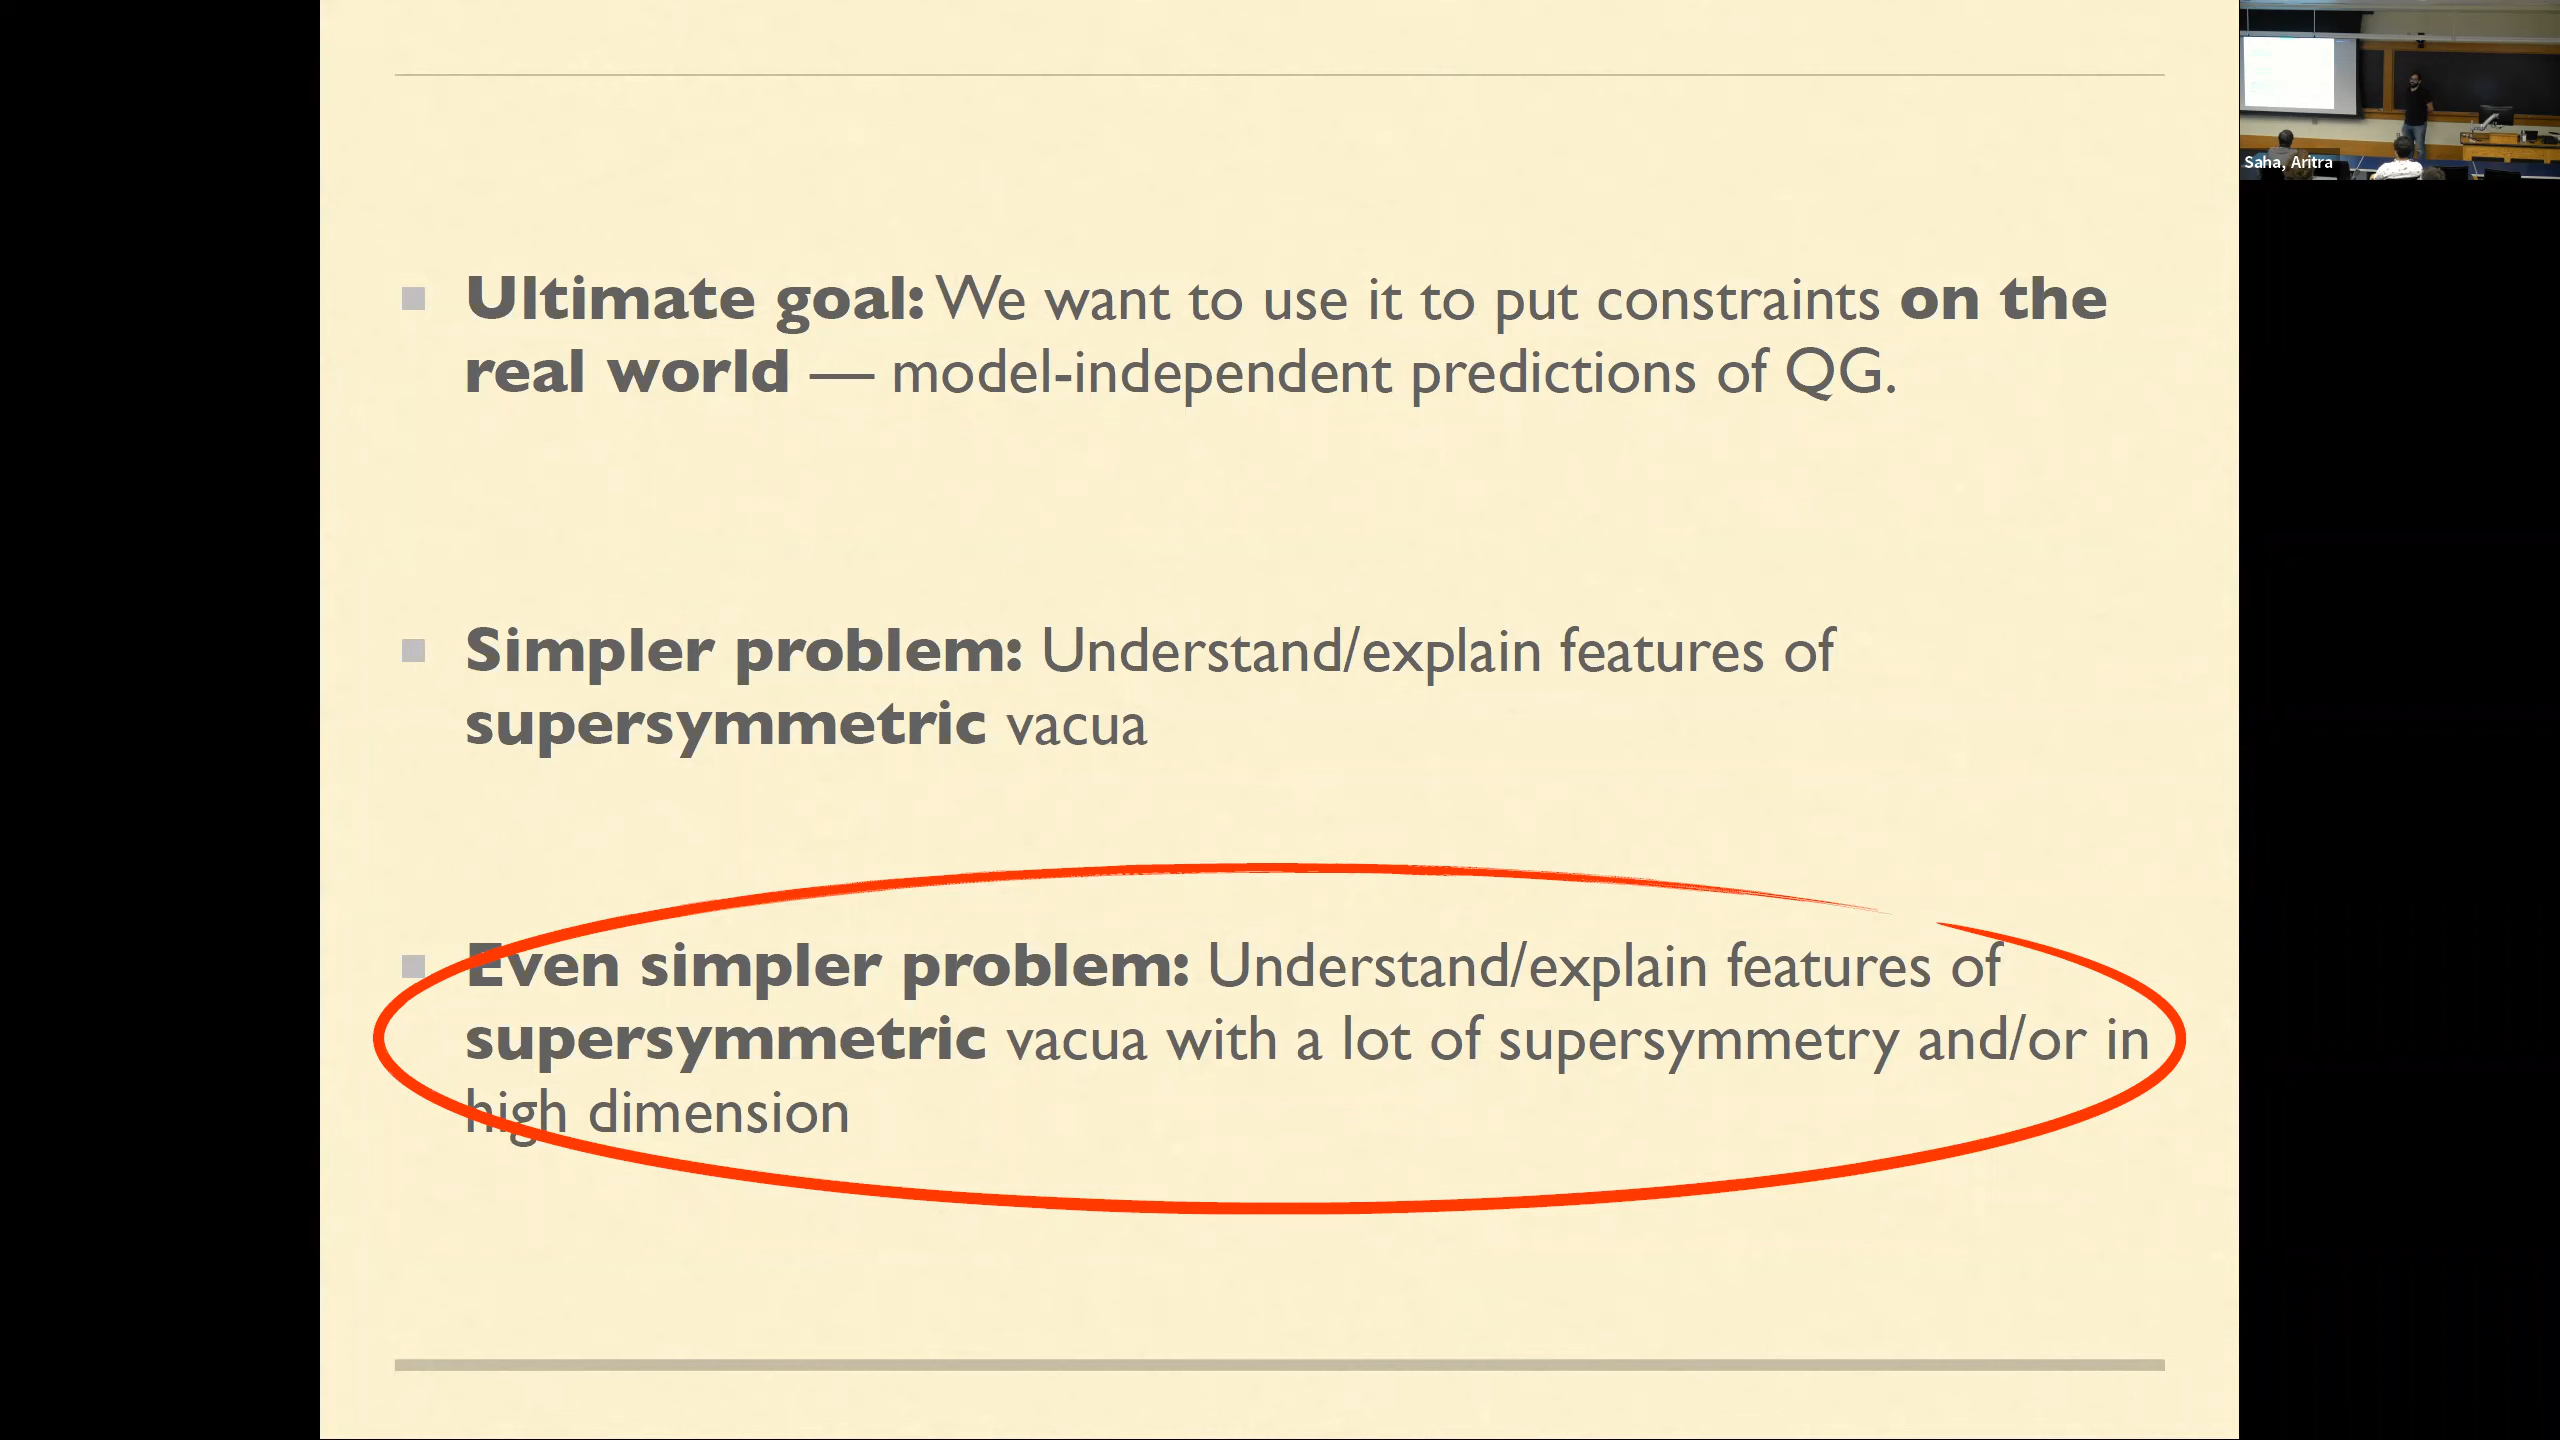 Ultimate goal: We want to use it to put constraints on the
real world — model-independent predictions of QG.
Simpler problem: Understand/explain features of
supersymmetric vacua
Even simpler problem: Understand/explain features of
supersymmetric vacua with a lot of supersymmetry and/or in
high dimension
Saha, Aritra